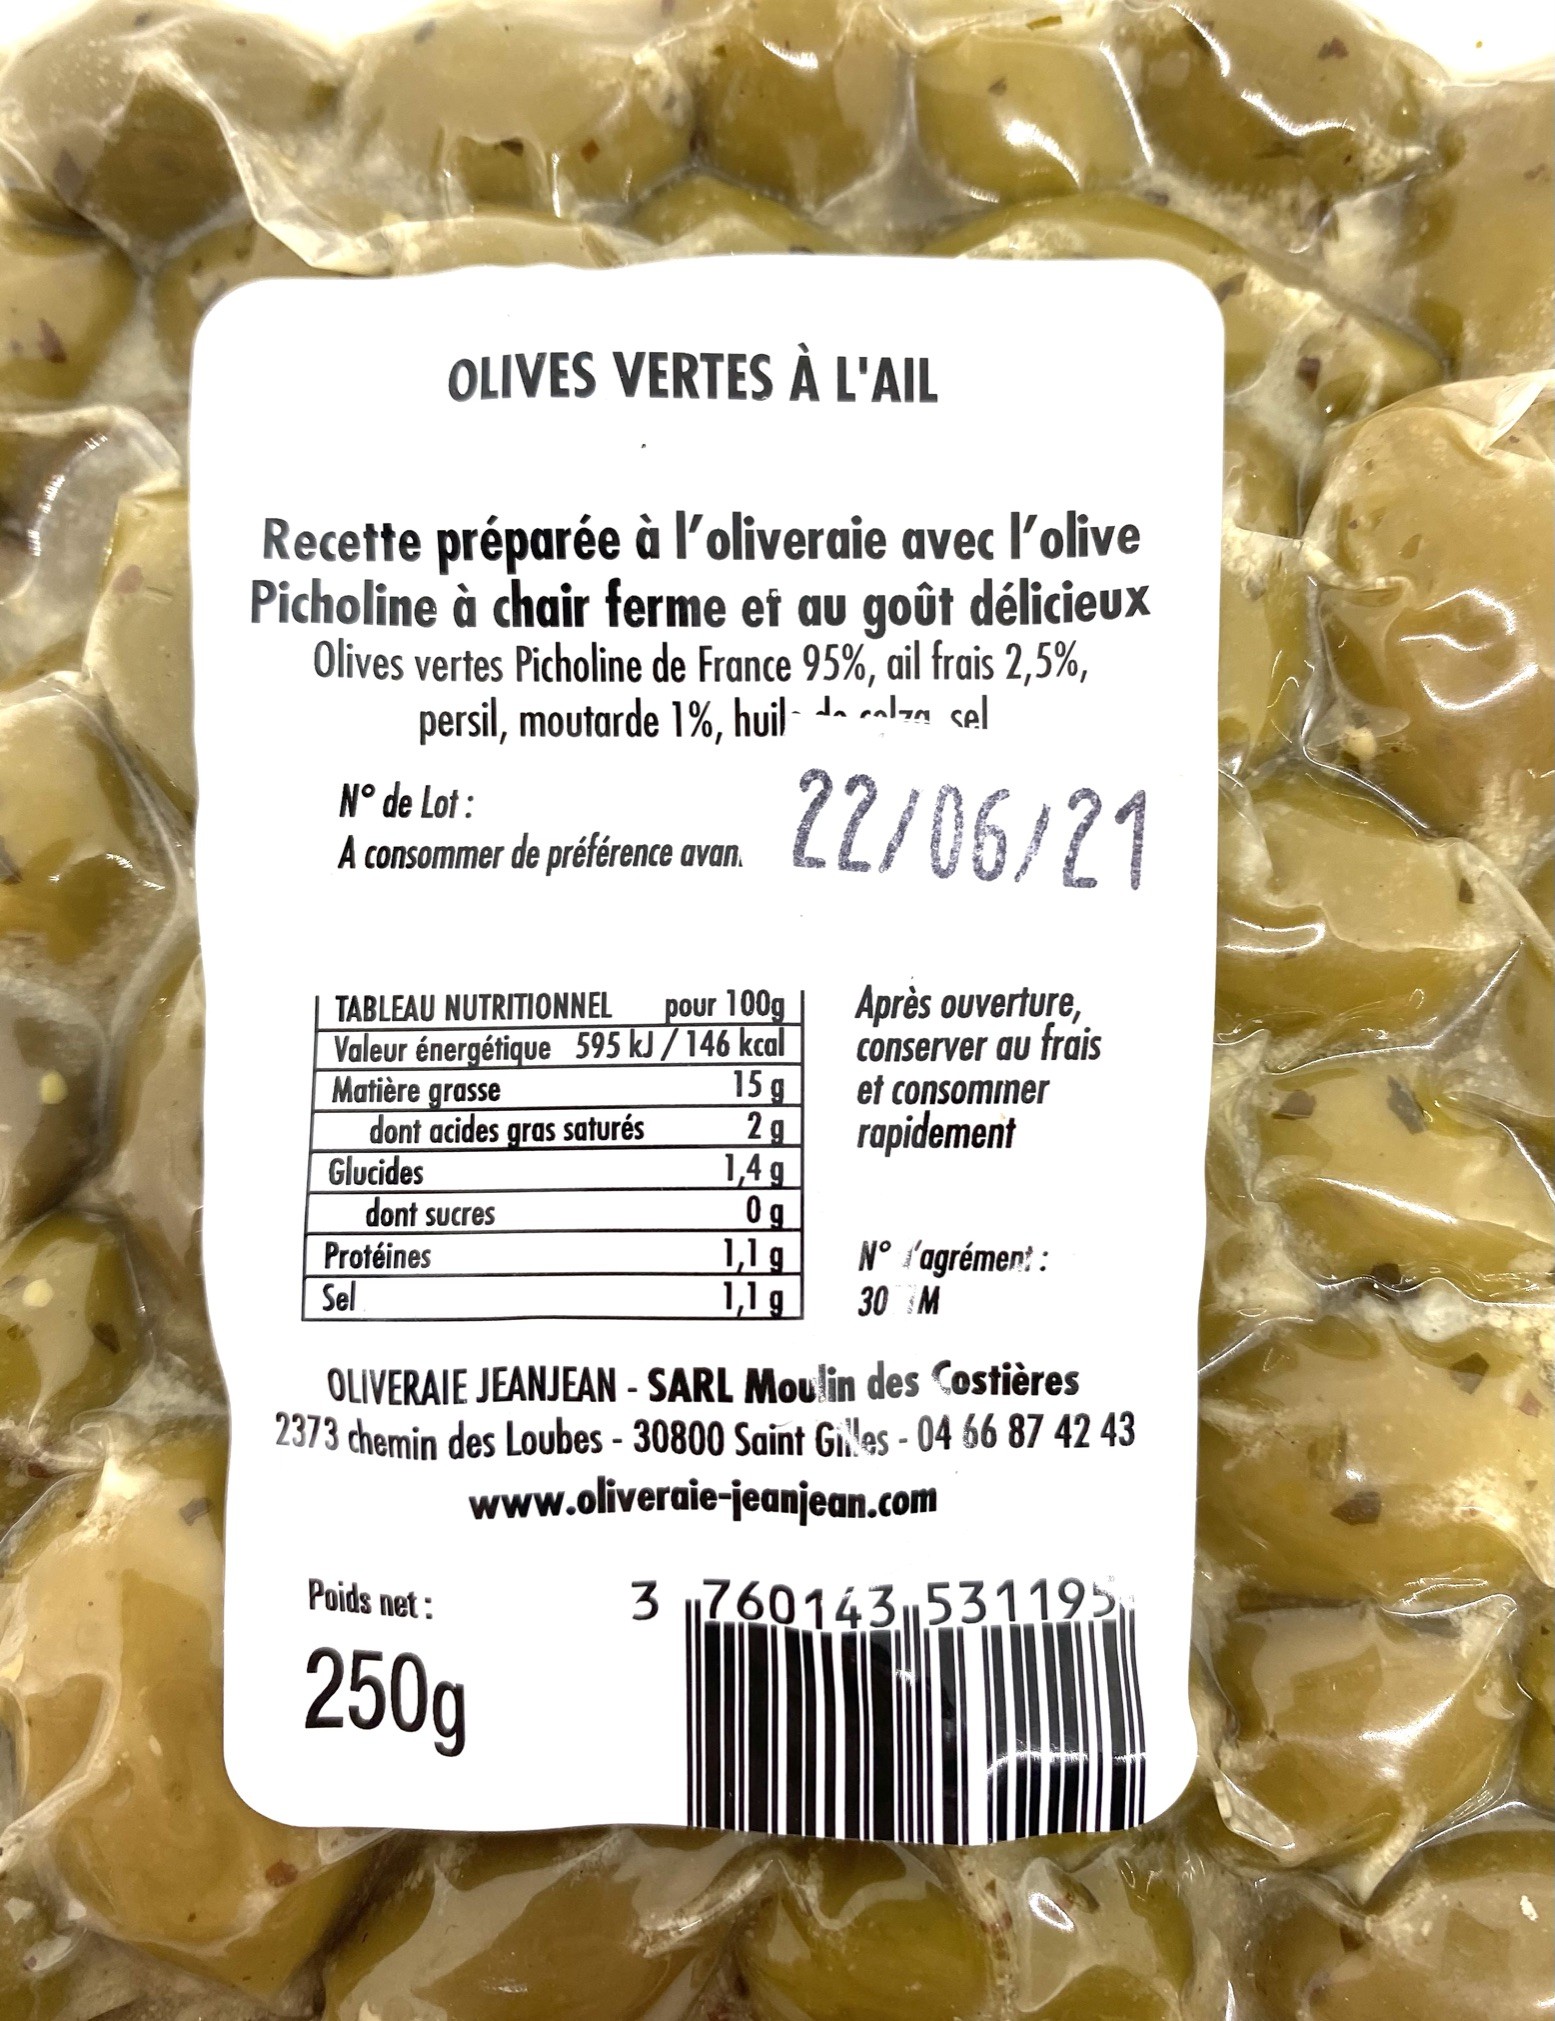 OLIVES VERTES À L'AIL
Recette préparée à l'oliveraie avec l'olive
Picholine à chair ferme et au goût délicieux
Olives vertes Picholine de France 95%, ail frais 2,5%,
persil, moutarde 1%, huile de colza, sel
N° de Lot :
A consommer de préférence avan
22/06/21
TABLEAU NUTRITIONNEL pour 100g
Valeur énergétique 595 kJ / 146 kcal
Matière grasse 15 g
dont acides gras saturés 2 g
Glucides 1,4 g
dont sucres 0 g
Protéines 1,1 g
Sel 1,1 g
Après ouverture,
conserver au frais
et consommer
rapidement
N° d'agrément :
30 M
OLIVERAIE JEANJEAN - SARL Moulin des Costières
2373 chemin des Loubes - 30800 Saint Gilles - 04 66 87 42 43
www.oliveraie-jeanjean.com
Poids net :
250g
3 760143 531195